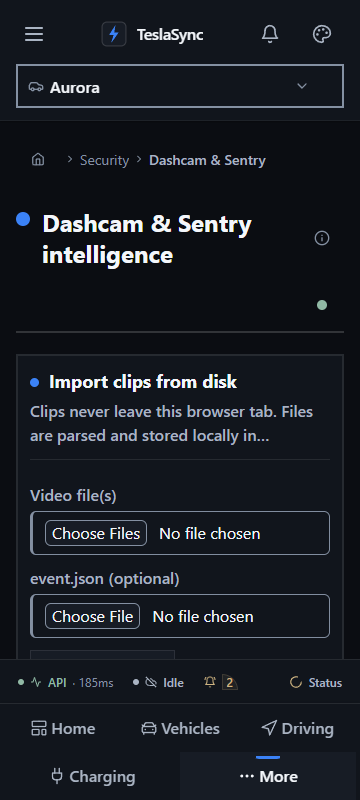 TeslaSync
Aurora
Security
Dashcam & Sentry
Dashcam & Sentry
intelligence
Import clips from disk
Clips never leave this browser tab. Files
are parsed and stored locally in...
Video file(s)
Choose Files No file chosen
event.json (optional)
Choose File No file chosen
API · 185ms Idle 2 Status
Home Vehicles Driving
Charging More